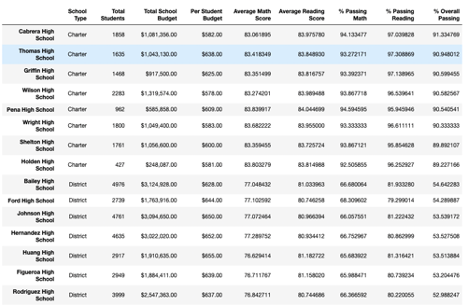 School Type Total Students Total School Budget Per Student Budget Average Math Score Average Reading Score % Passing Math % Passing Reading % Overall Passing
Cabrera High School Charter 1858 $1,081,356.00 $582.00 83.061895 83.975780 94.133477 97.039828 91.334769
Thomas High School Charter 1635 $1,043,130.00 $638.00 83.418349 83.848930 93.272171 97.308869 90.948012
Griffin High School Charter 1468 $917,500.00 $625.00 83.351499 83.816757 93.392371 97.138965 90.599455
Wilson High School Charter 2283 $1,319,574.00 $578.00 83.274201 83.989488 93.867718 96.539641 90.582567
Pena High School Charter 962 $585,858.00 $609.00 83.839917 84.044699 94.594595 95.945946 90.540541
Wright High School Charter 1800 $1,049,400.00 $583.00 83.682222 83.955000 93.333333 96.611111 90.333333
Shelton High School Charter 1761 $1,056,600.00 $600.00 83.359455 83.725724 93.867121 95.854628 89.892107
Holden High School Charter 427 $248,087.00 $581.00 83.803279 83.814988 92.505855 96.252927 89.227166
Bailey High School District 4976 $3,124,928.00 $628.00 77.048432 81.033963 66.680064 81.933280 54.642283
Ford High School District 2739 $1,763,916.00 $644.00 77.102592 80.746258 68.309602 79.299014 54.289887
Johnson High School District 4761 $3,094,650.00 $650.00 77.072464 80.966394 66.057551 81.222432 53.539172
Hernandez High School District 4635 $3,022,020.00 $652.00 77.289752 80.934412 66.752967 80.862999 53.527508
Huang High School District 2917 $1,910,635.00 $655.00 76.629414 81.182722 65.683922 81.316421 53.513884
Figueroa High School District 2949 $1,884,411.00 $639.00 76.711767 81.158020 65.988471 80.739234 53.204476
Rodriguez High School District 3999 $2,547,363.00 $637.00 76.842711 80.744686 66.366592 80.220055 52.988247